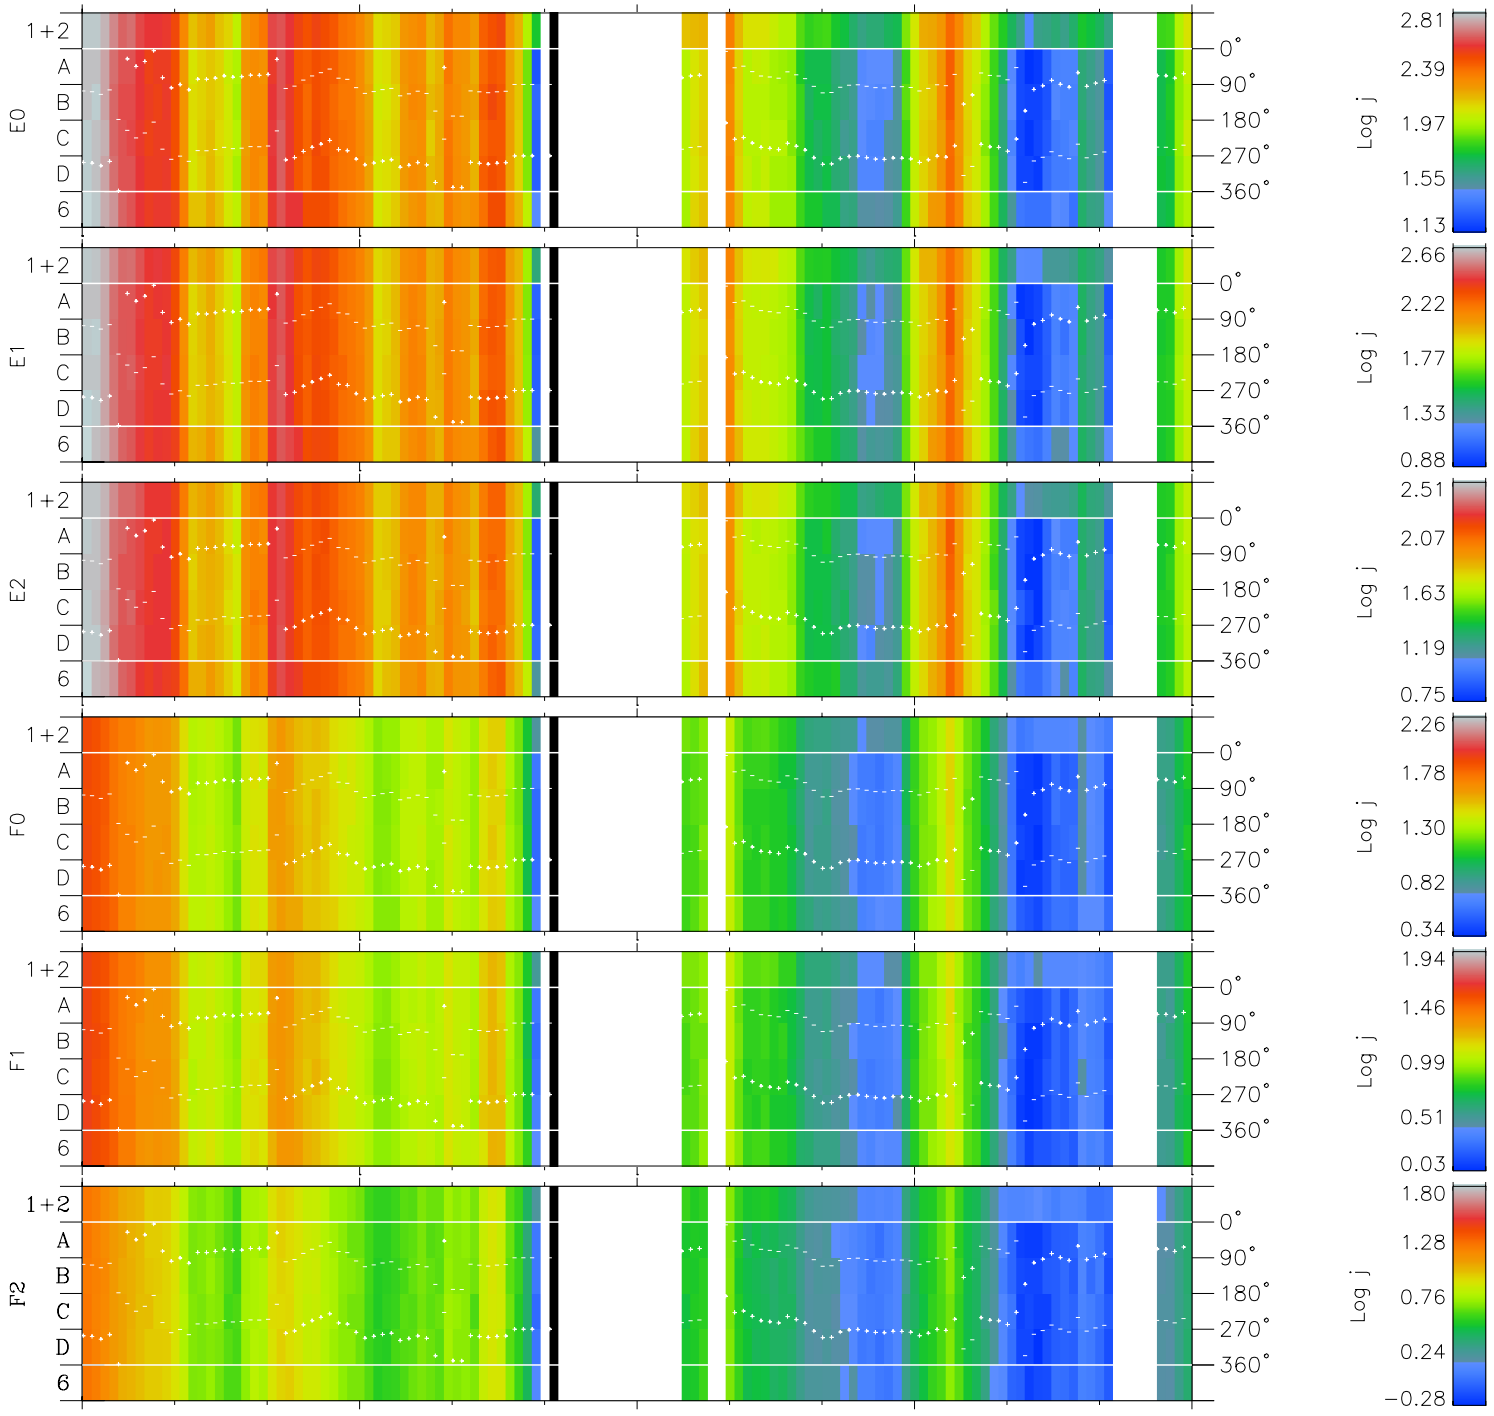 1+2
A
B
C
D
6
E0
0°
90°
180°
270°
360°
Log j
2.81
2.39
1.97
1.55
1.13
1+2
A
B
C
D
6
E1
0°
90°
180°
270°
360°
Log j
2.66
2.22
1.77
1.33
0.88
1+2
A
B
C
D
6
E2
0°
90°
180°
270°
360°
Log j
2.51
2.07
1.63
1.19
0.75
1+2
A
B
C
D
6
F0
0°
90°
180°
270°
360°
Log j
2.26
1.78
1.30
0.82
0.34
1+2
A
B
C
D
6
F1
0°
90°
180°
270°
360°
Log j
1.94
1.46
0.99
0.51
0.03
1+2
A
B
C
D
6
F2
0°
90°
180°
270°
360°
Log j
1.80
1.28
0.76
0.24
−0.28